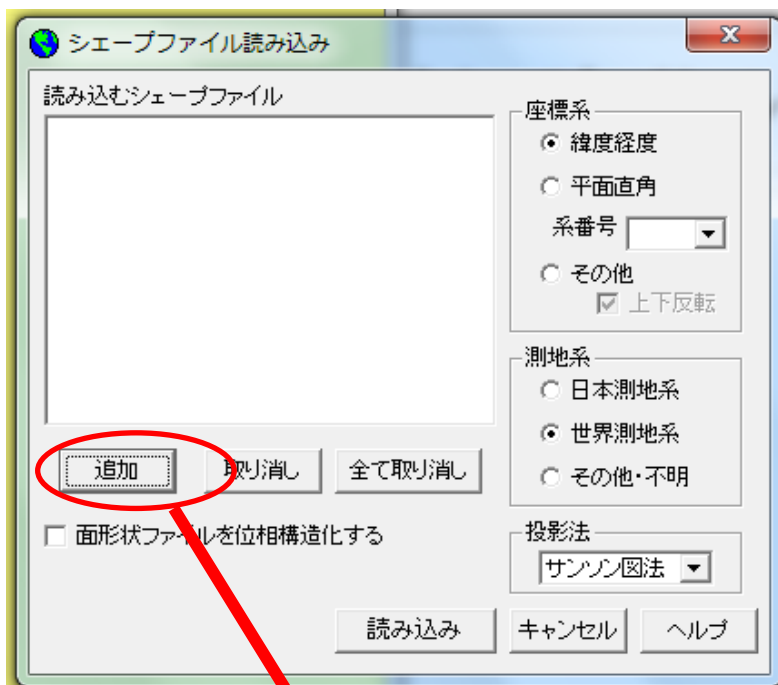 シェープファイル読み込み
読み込むシェープファイル
座標系
緯度経度
平面直角
系番号
その他
上下反転
測地系
日本測地系
世界測地系
その他・不明
追加
取り消し
全て取り消し
面形状ファイルを位相構造化する
投影法
サンソン図法
読み込み
キャンセル
ヘルプ